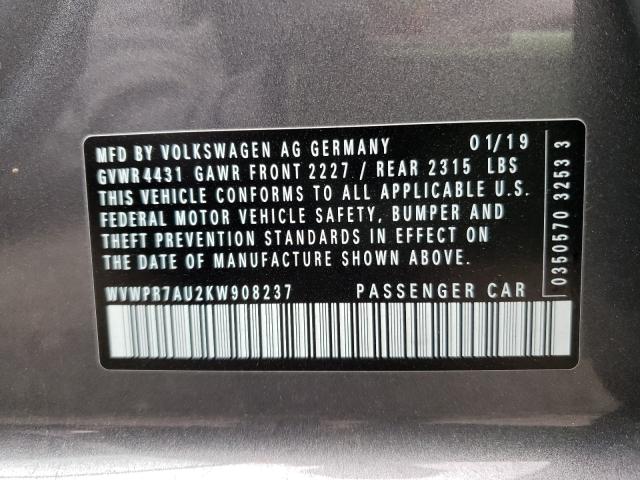 MFD BY VOLKSWAGEN AG GERMANY 01/19
GVWR4431 GAWR FRONT 2227 / REAR 2315 LBS
THIS VEHICLE CONFORMS TO ALL APPLICABLE U.S.
FEDERAL MOTOR VEHICLE SAFETY, BUMPER AND
THEFT PREVENTION STANDARDS IN EFFECT ON
THE DATE OF MANUFACTURE SHOWN ABOVE.
WVWPR7AU2KW908237 PASSENGER CAR
0350570 3253 3